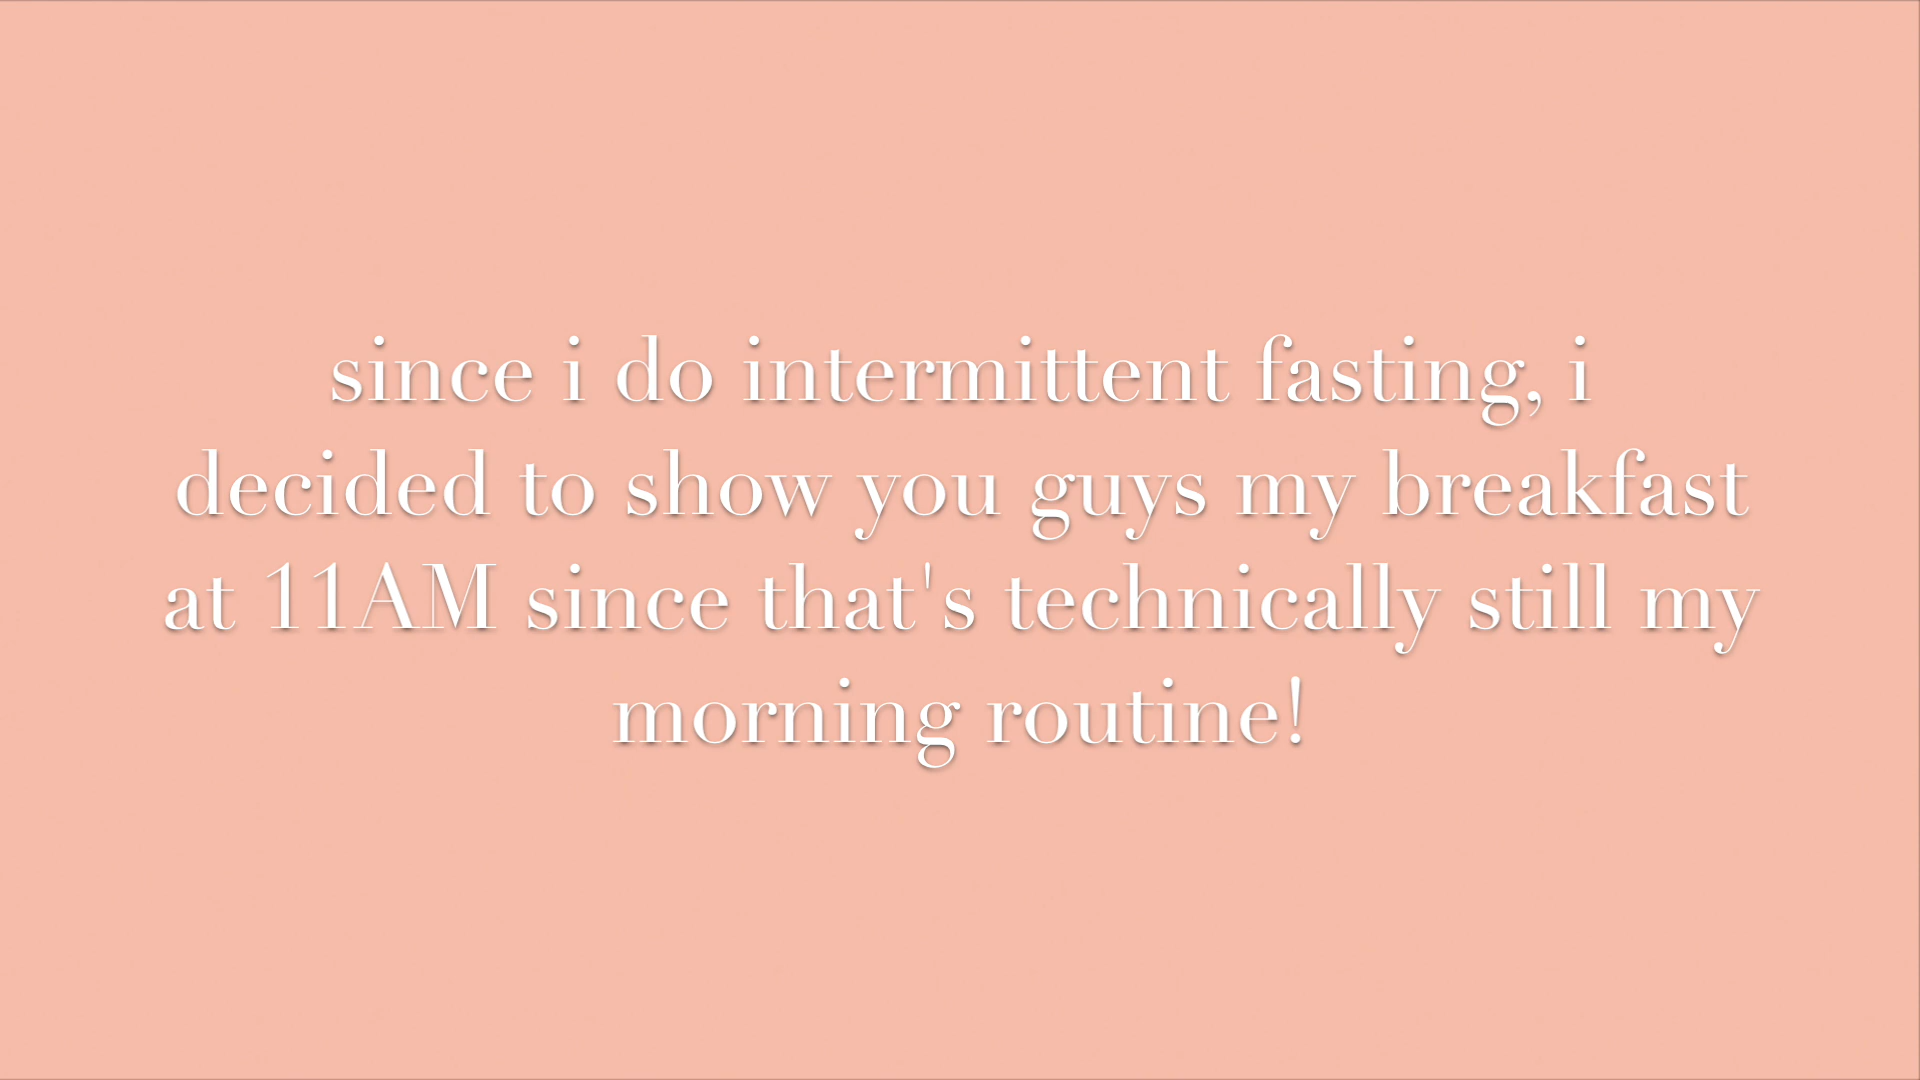 since i do intermittent fasting, i
decided to show you guys my breakfast
at 11AM since that's technically still my
morning routine!